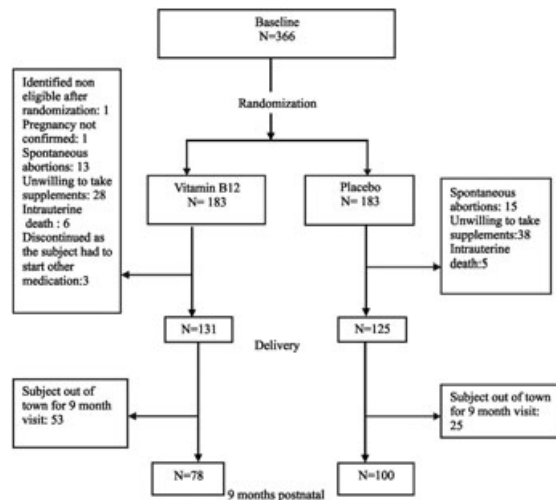 Baseline
N=366
Identified non
eligible after
randomization: 1
Pregnancy not
confirmed: 1
Spontaneous
abortions: 13
Unwilling to take
supplements: 28
Intrauterine
death : 6
Discontinued as
the subject had to
start other
medication:3
Randomization
Vitamin B12
N= 183
Placebo
N= 183
Spontaneous
abortions: 15
Unwilling to take
supplements:38
Intrauterine
death:5
N=131
Delivery
N=125
Subject out of
town for 9 month
visit: 53
Subject out of town
for 9 month visit:
25
N=78
9 months postnatal
N=100